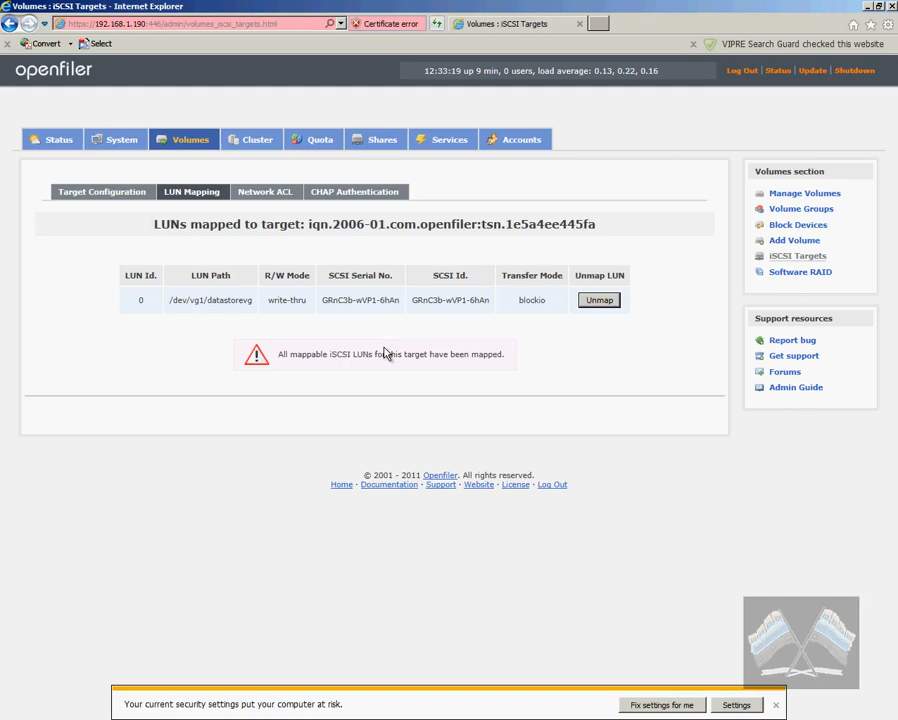 Volumes : iSCSI Targets - Internet Explorer
https://192.168.1.190:446/admin/volumes_iscsi_targets.html
Certificate error
Volumes : iSCSI Targets
Convert
Select
VIPRE Search Guard checked this website
openfiler
12:33:19 up 9 min, 0 users, load average: 0.13, 0.22, 0.16
Log Out | Status | Update | Shutdown
Status
System
Volumes
Cluster
Quota
Shares
Services
Accounts
Target Configuration
LUN Mapping
Network ACL
CHAP Authentication
LUNs mapped to target: iqn.2006-01.com.openfiler:tsn.1e5a4ee445fa
LUN Id. LUN Path R/W Mode SCSI Serial No. SCSI Id. Transfer Mode Unmap LUN
0 /dev/vg1/datastorevg write-thru GRnC3b-wVP1-6hAn GRnC3b-wVP1-6hAn blockio Unmap
All mappable iSCSI LUNs for this target have been mapped.
Volumes section
Manage Volumes
Volume Groups
Block Devices
Add Volume
iSCSI Targets
Software RAID
Support resources
Report bug
Get support
Forums
Admin Guide
© 2001 - 2011 Openfiler. All rights reserved.
Home · Documentation · Support · Website · License · Log Out
Your current security settings put your computer at risk.
Fix settings for me
Settings